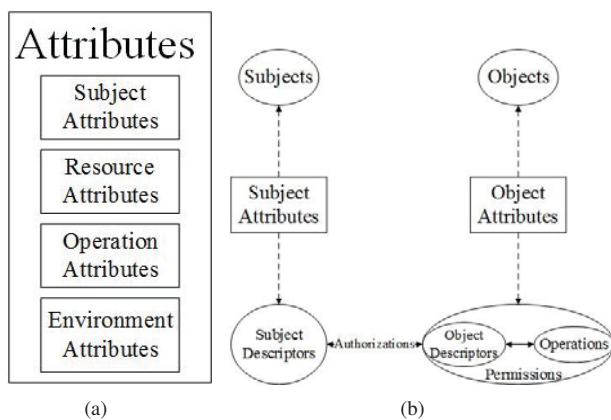 Attributes
Subject
Attributes
Resource
Attributes
Operation
Attributes
Environment
Attributes
(a)
Subjects
Objects
Subject
Attributes
Object
Attributes
Subject
Descriptors
Authorizations
Object
Descriptors
Operations
Permissions
(b)